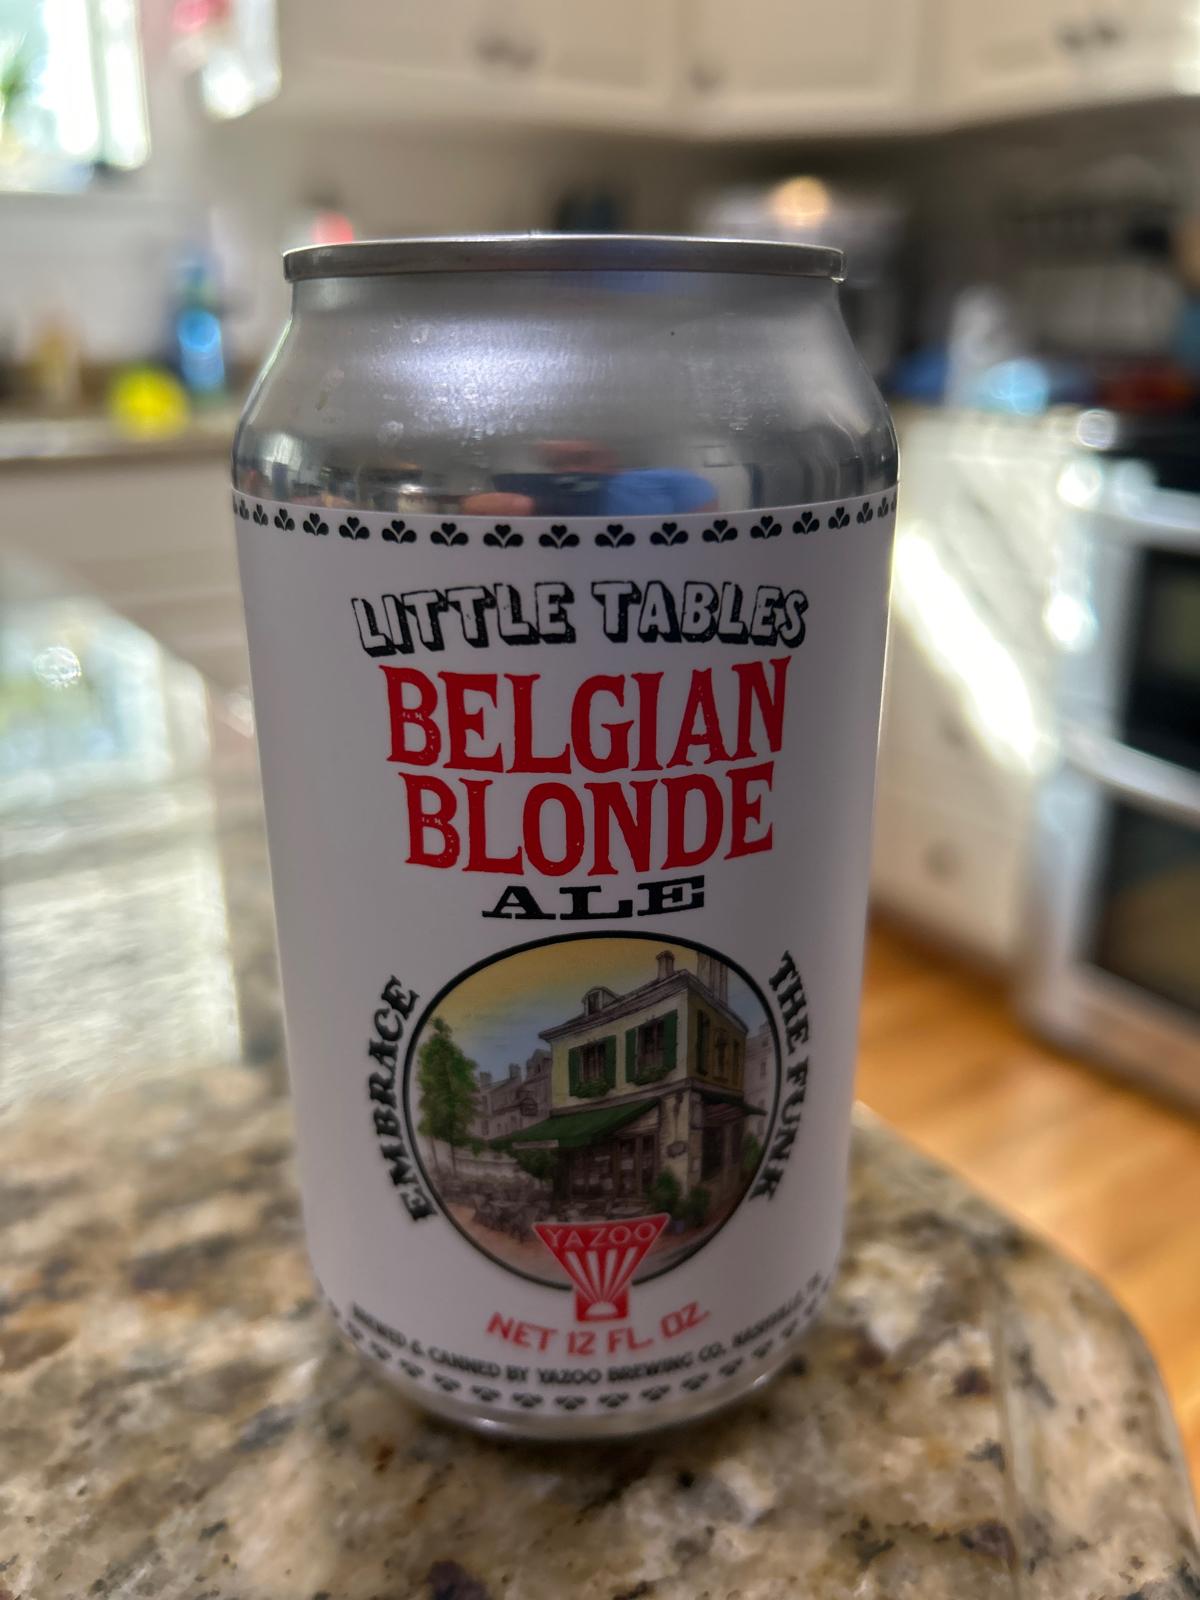 LITTLE TABLES
BELGIAN
BLONDE
ALE
EMBRACE
THE FUNK
YAZOO
NET 12 FL. OZ
BREWED & CANNED BY YAZOO BREWING CO., NASHVILLE, TN